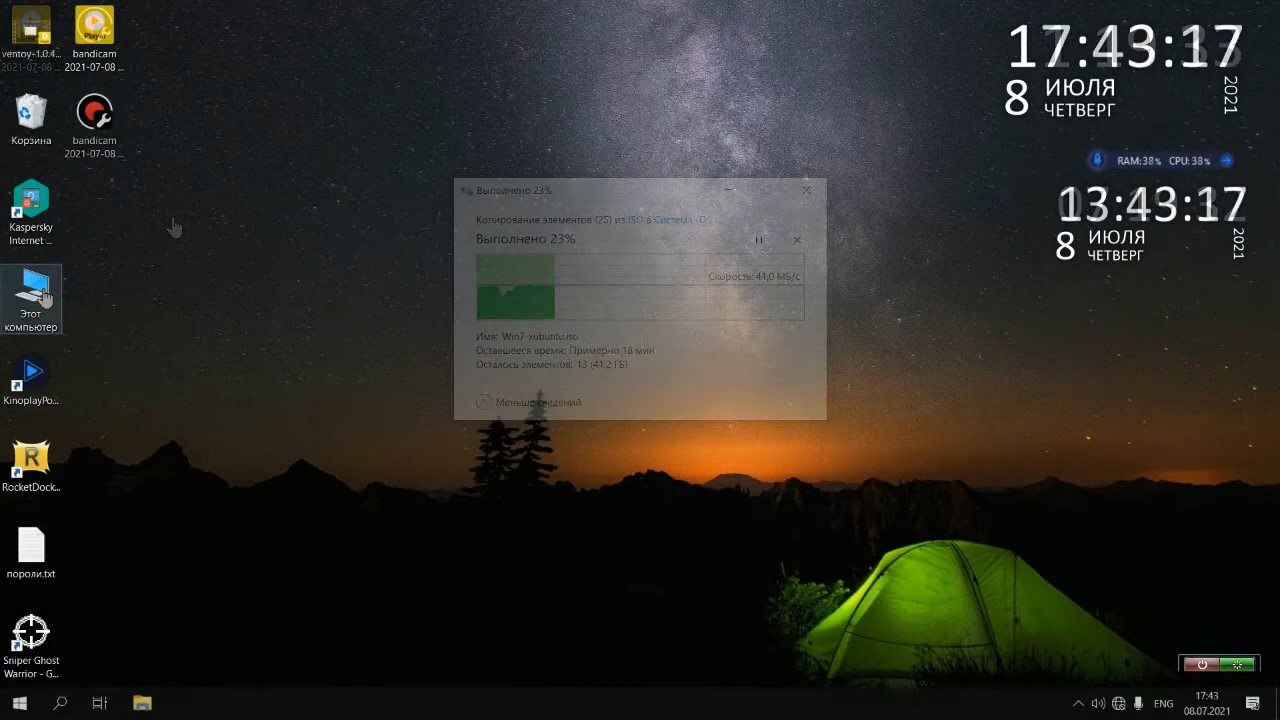 ventoy-1.0.4...
2021-07-08 ...
Player
bandicam
2021-07-08 ...
Корзина
bandicam
2021-07-08 ...
Kaspersky
Internet ...
Этот
компьютер
KinoplayPo...
RocketDock...
пороли.txt
Sniper Ghost
Warrior - G...
Выполнено 23%
Копирование элементов (25) из ISO в Система (D...
Выполнено 23%
Скорость: 41,0 МБ/с
Имя: Win7-xubuntu.iso
Оставшееся время: Примерно 18 мин
Осталось элементов: 13 (41,2 ГБ)
Меньше сведений
17:43:17
8 ИЮЛЯ
ЧЕТВЕРГ
2021
RAM:38% CPU:38%
13:43:17
8 ИЮЛЯ
ЧЕТВЕРГ
2021
ENG
17:43
08.07.2021